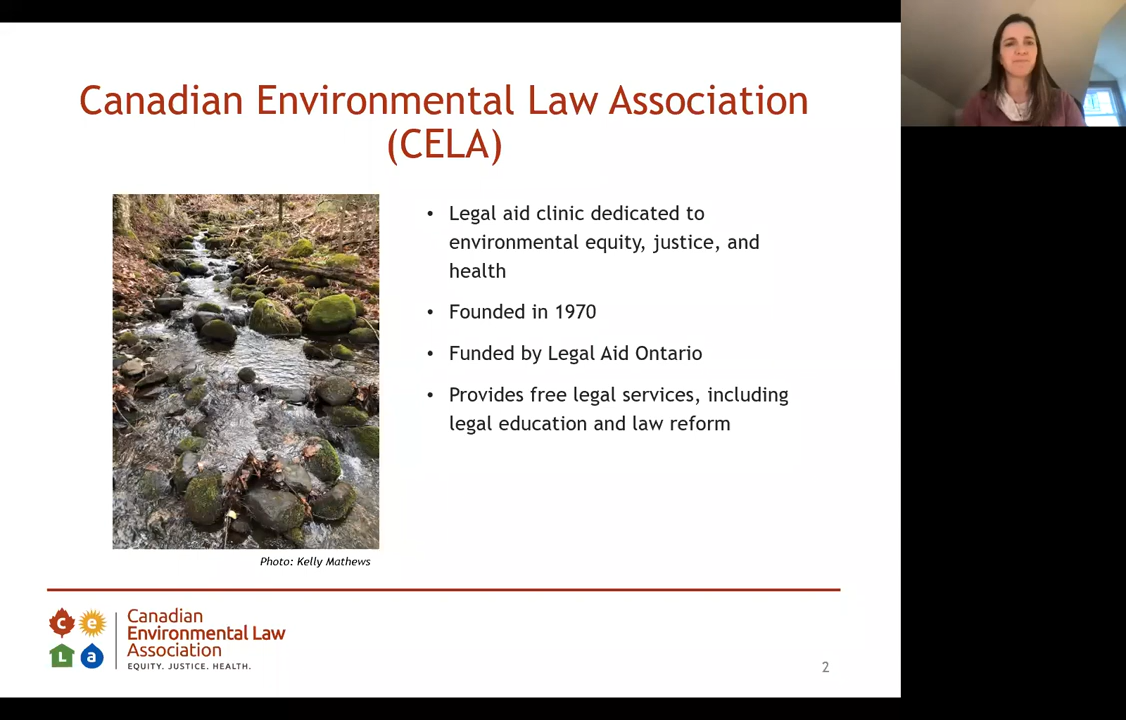 Canadian Environmental Law Association
(CELA)
• Legal aid clinic dedicated to
environmental equity, justice, and
health
• Founded in 1970
• Funded by Legal Aid Ontario
• Provides free legal services, including
legal education and law reform
Photo: Kelly Mathews
c e
L a
Canadian
Environmental Law
Association
EQUITY. JUSTICE. HEALTH.
2